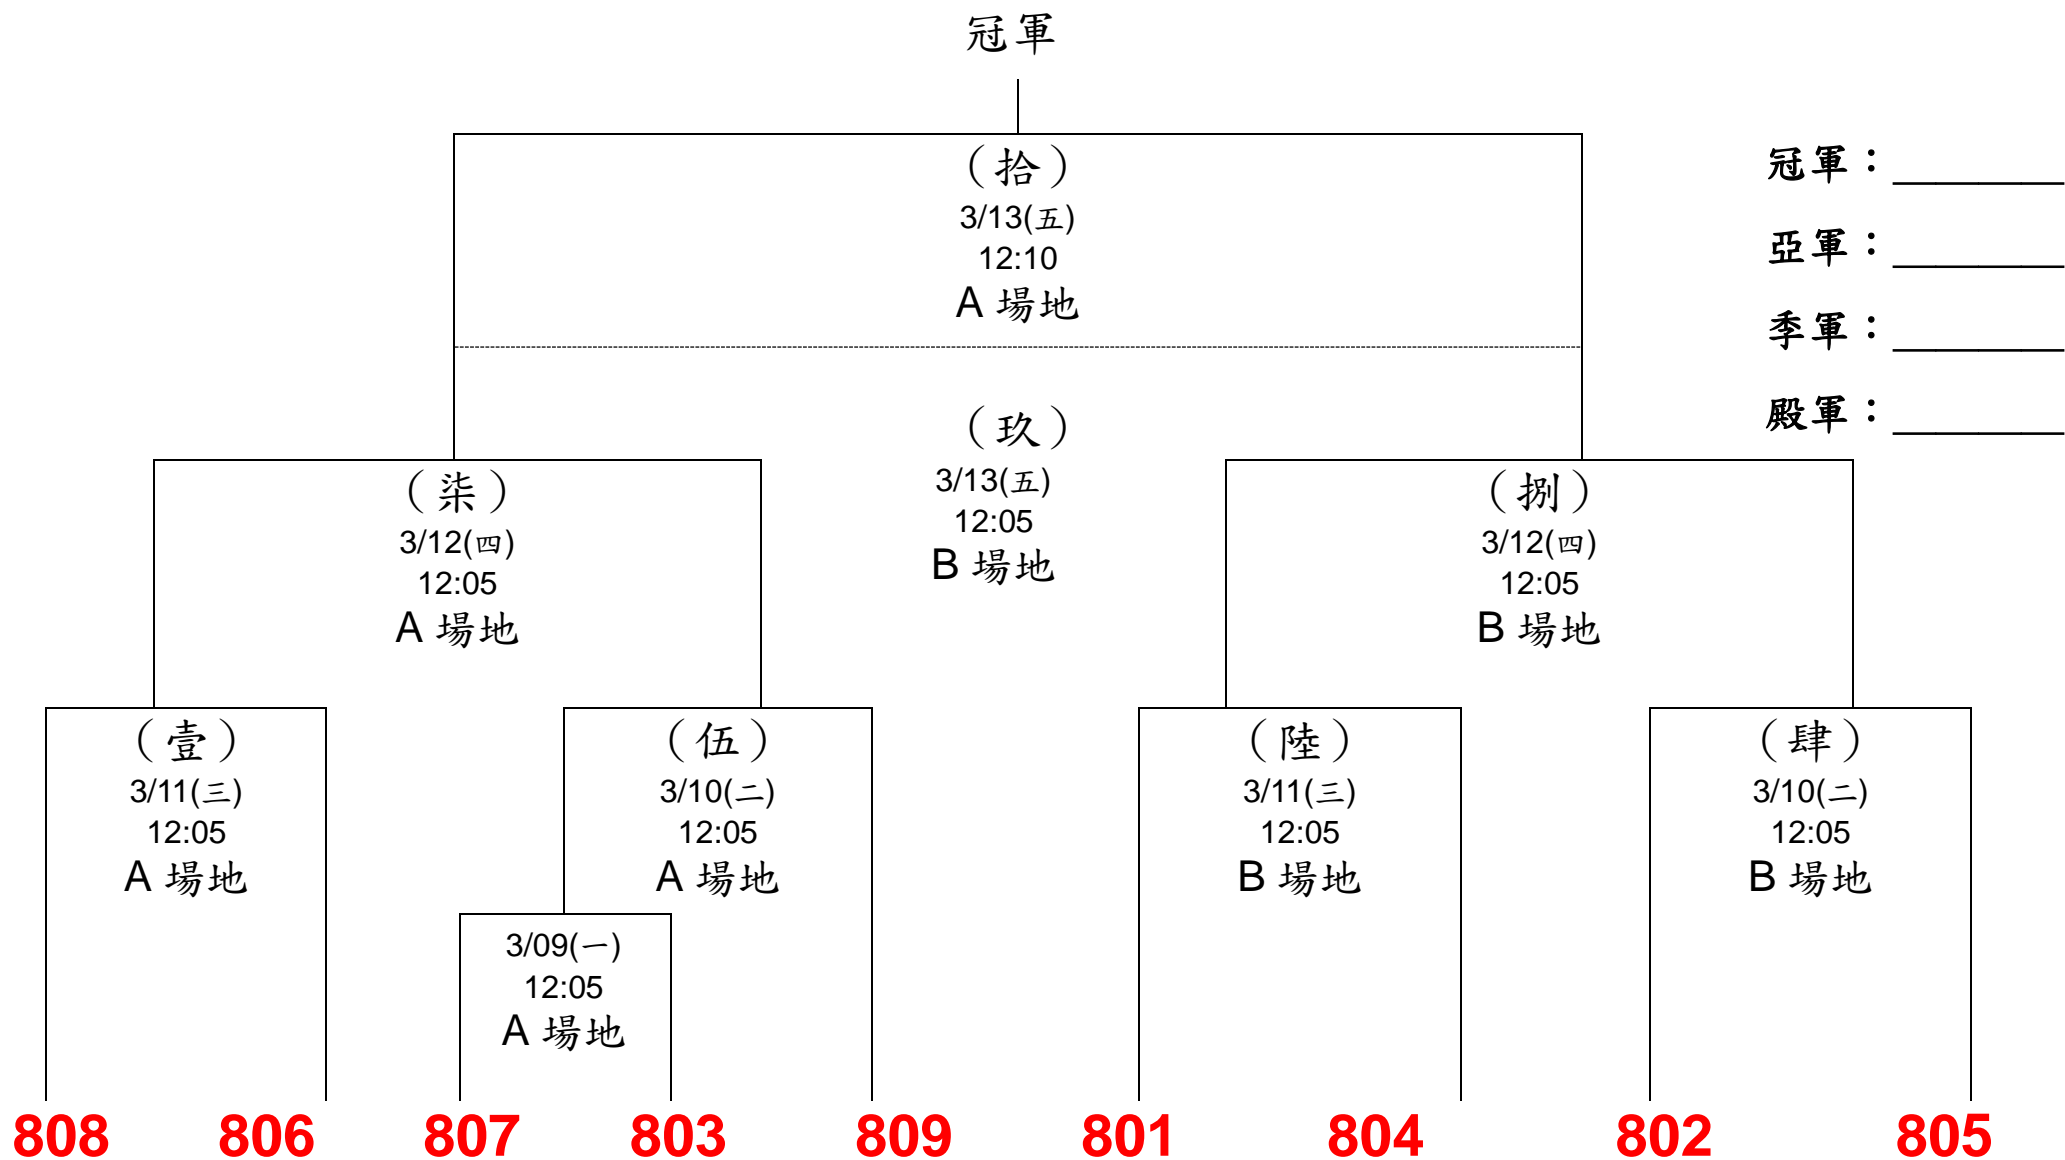 冠軍
（拾）
3/13(五)
12:10
A 場地
冠軍：________
亞軍：________
季軍：________
殿軍：________
（玖）
3/13(五)
12:05
B 場地
（柒）
3/12(四)
12:05
A 場地
（捌）
3/12(四)
12:05
B 場地
（壹）
3/11(三)
12:05
A 場地
（伍）
3/10(二)
12:05
A 場地
（陸）
3/11(三)
12:05
B 場地
（肆）
3/10(二)
12:05
B 場地
3/09(一)
12:05
A 場地
808 806 807 803 809 801 804 802 805